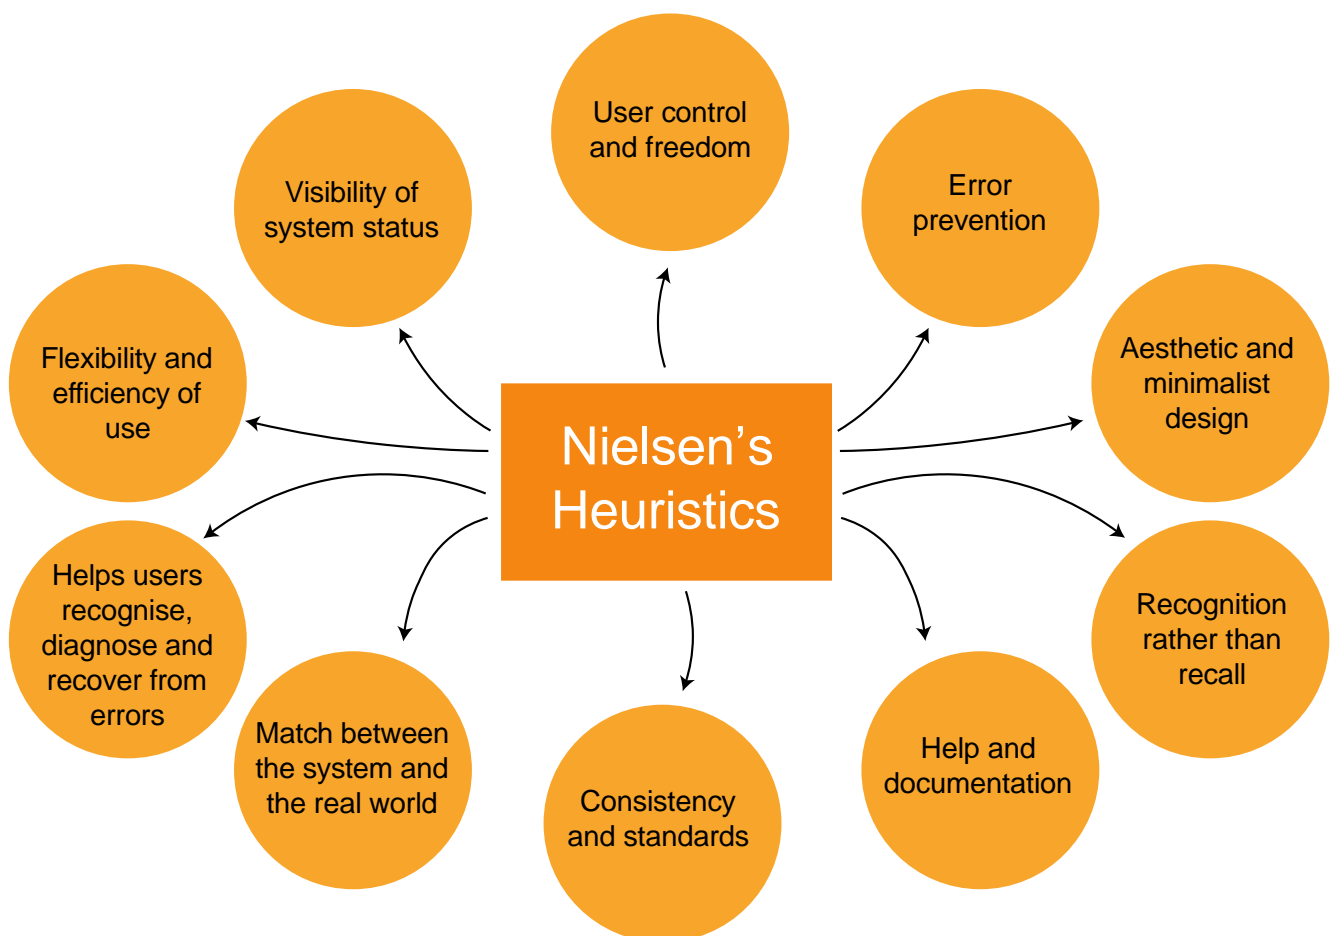 User control
and freedom
Visibility of
system status
Error
prevention
Flexibility and
efficiency of
use
Aesthetic and
minimalist
design
Nielsen’s
Heuristics
Helps users
recognise,
diagnose and
recover from
errors
Recognition
rather than
recall
Match between
the system and
the real world
Help and
documentation
Consistency
and standards